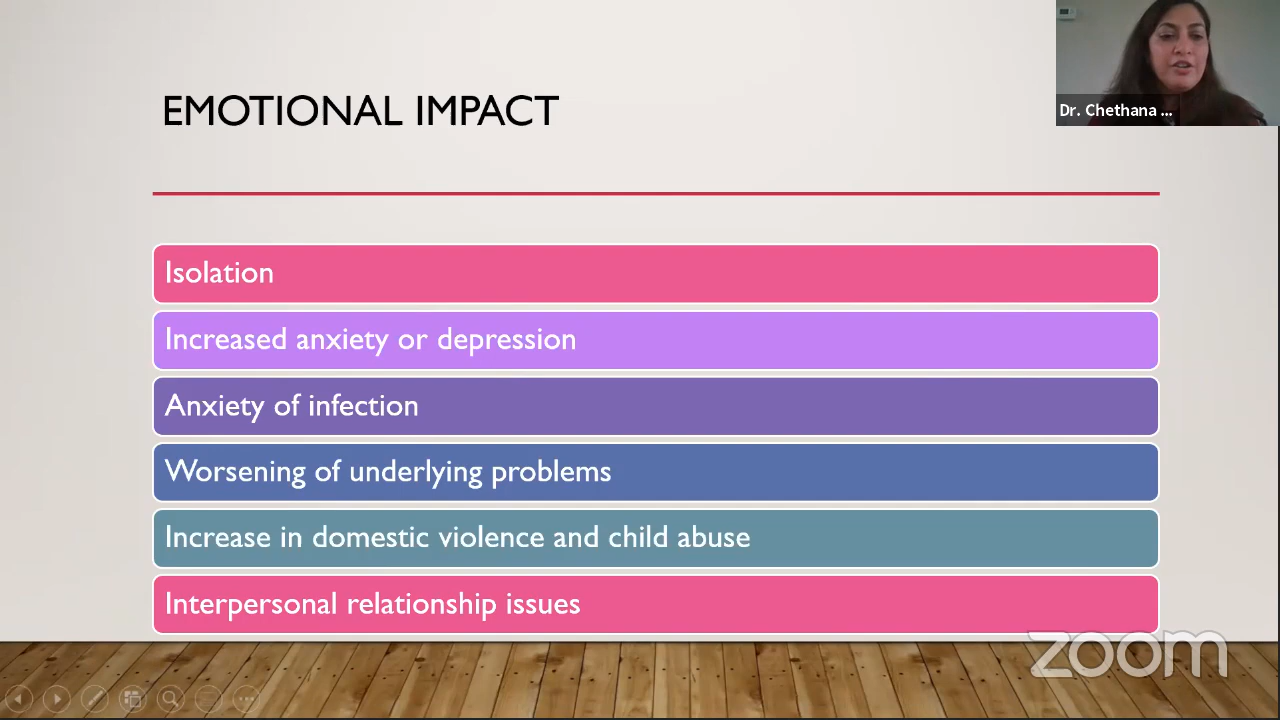 EMOTIONAL IMPACT
Dr. Chethana ...
Isolation
Increased anxiety or depression
Anxiety of infection
Worsening of underlying problems
Increase in domestic violence and child abuse
Interpersonal relationship issues
zoom